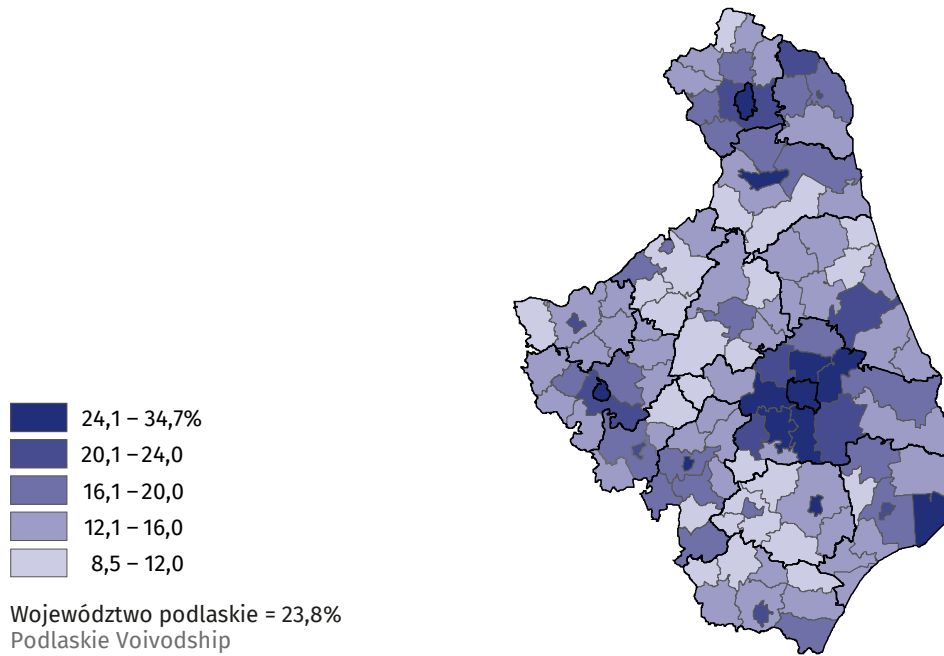 24,1 – 34,7%
20,1 – 24,0
16,1 – 20,0
12,1 – 16,0
8,5 – 12,0
Województwo podlaskie = 23,8%
Podlaskie Voivodship